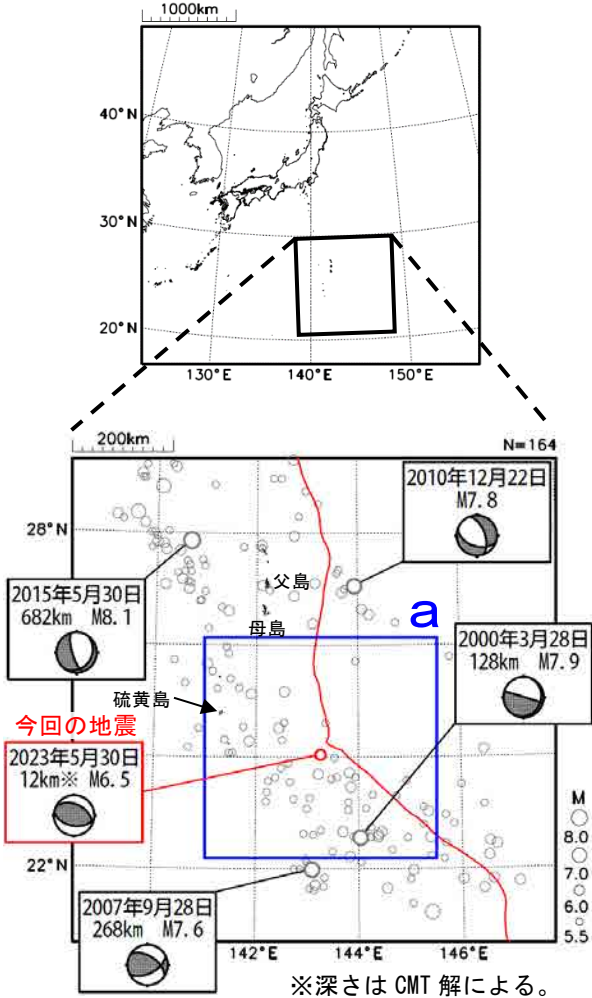 1000km
40°N
30°N
20°N
130°E
140°E
150°E
200km
N=164
2010年12月22日
M7.8
28°N
父島
2015年5月30日
682km M8.1
母島
a
2000年3月28日
128km M7.9
硫黄島
今回の地震
2023年5月30日
12km※ M6.5
M
8.0
7.0
6.0
5.5
22°N
2007年9月28日
268km M7.6
142°E
144°E
146°E
※深さは CMT 解による。